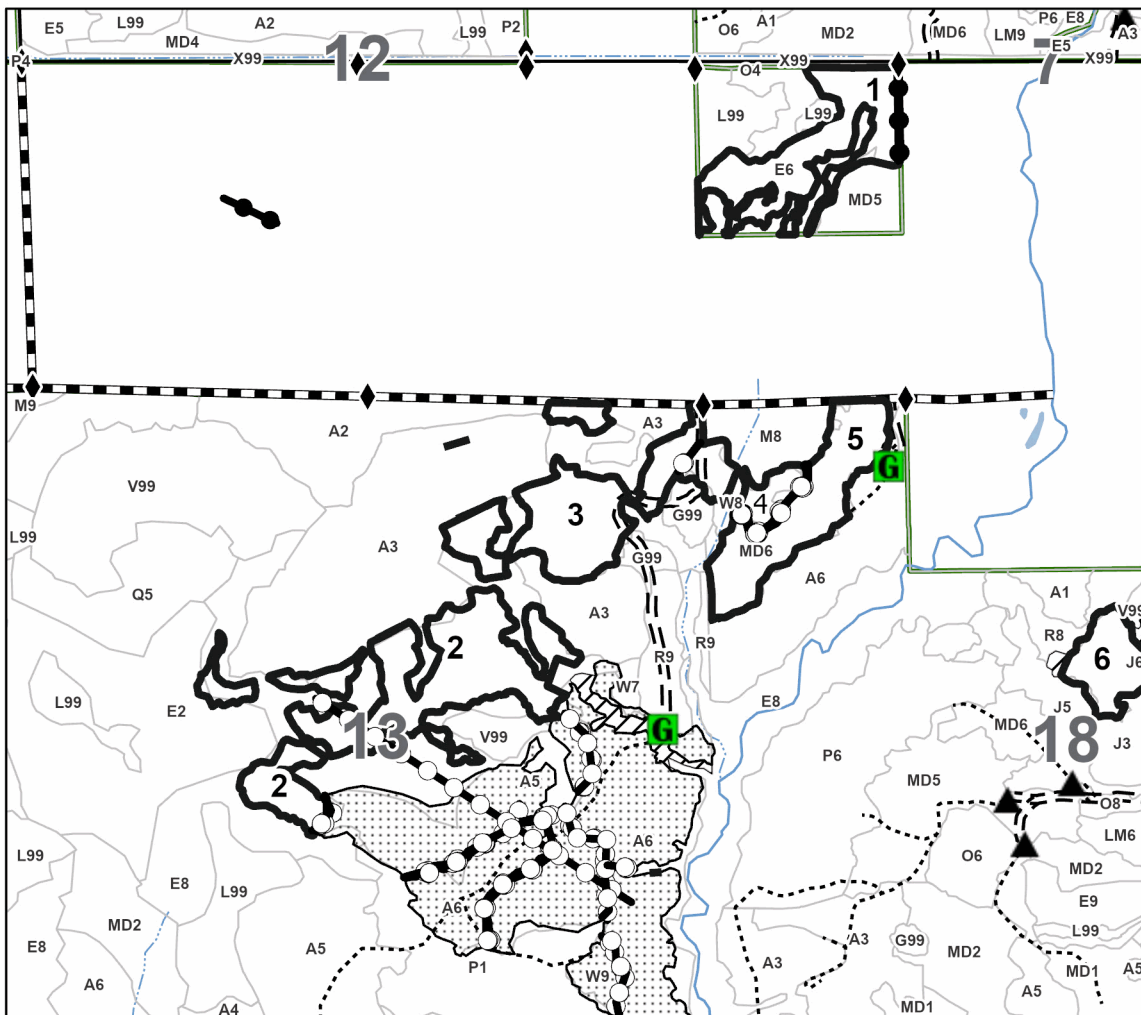 E5 L99 A2 L99 P2 O6 A1 MD2 MD6 LM9 P6 E8 A3
MD4 E5
P4 X99 12 O4 X99 7 X99
L99 L99 1
E6
MD5
M9 A2 A3 M8 5
V99
3 G99 W8 4
L99 A3 G99 MD6
Q5 A6
A1
A3 V99
2 R9 R9 R8
6 J6
L99 E2 W7 E8 J5
13 V99 G MD6 18 J3
G
2 A5 P6 MD5
O8
A6 LM6
L99 O6 MD2
E8 L99
A6 E9
MD2 L99
E8 A5 P1 A3 A3 G99 MD2
A6 W9 MD1 A5
A4 MD1 A5